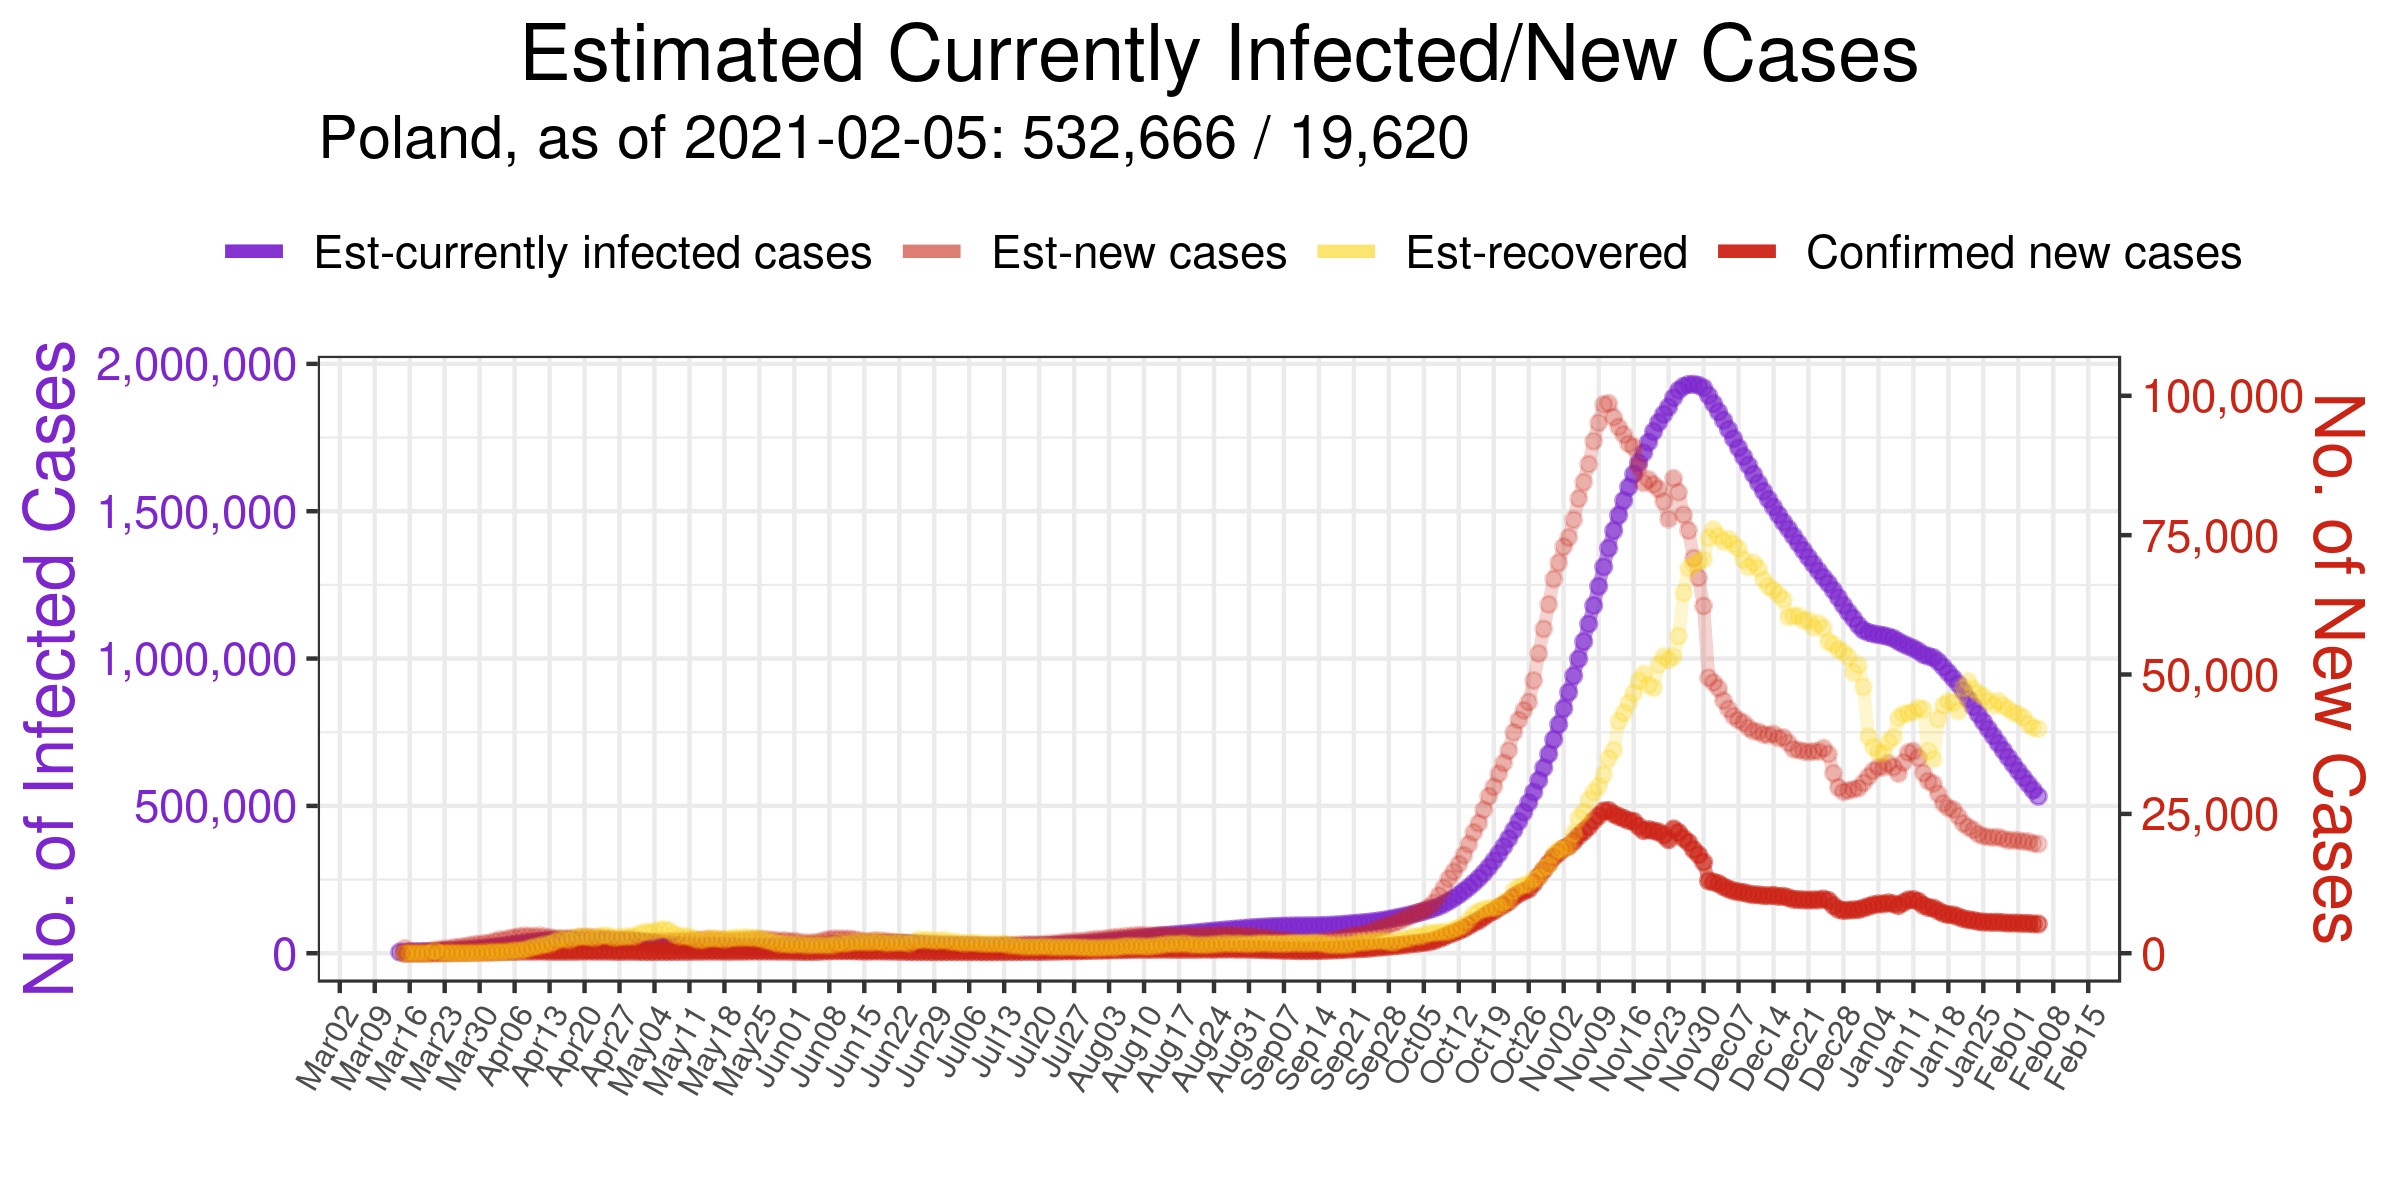 Estimated Currently Infected/New Cases
Poland, as of 2021-02-05: 532,666 / 19,620
Est-currently infected cases
Est-new cases
Est-recovered
Confirmed new cases
No. of Infected Cases
2,000,000
1,500,000
1,000,000
500,000
0
100,000
75,000
50,000
25,000
0
No. of New Cases
Mar02
Mar09
Mar16
Mar23
Mar30
Apr06
Apr13
Apr20
Apr27
May04
May11
May18
May25
Jun01
Jun08
Jun15
Jun22
Jun29
Jul06
Jul13
Jul20
Jul27
Aug03
Aug10
Aug17
Aug24
Aug31
Sep07
Sep14
Sep21
Sep28
Oct05
Oct12
Oct19
Oct26
Nov02
Nov09
Nov16
Nov23
Nov30
Dec07
Dec14
Dec21
Dec28
Jan04
Jan11
Jan18
Jan25
Feb01
Feb08
Feb15